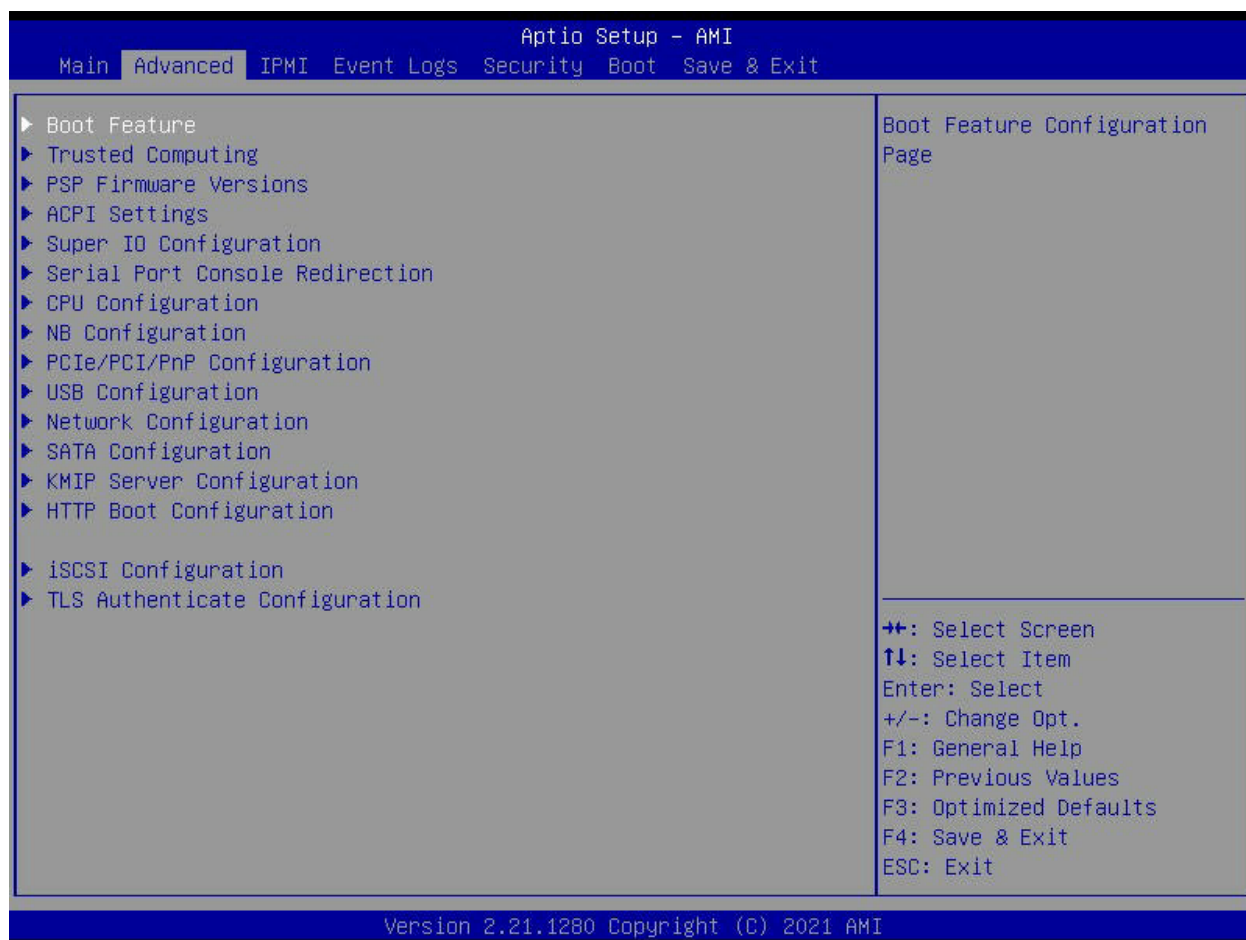 Aptio Setup – AMI
Main Advanced IPMI Event Logs Security Boot Save & Exit
▶ Boot Feature
▶ Trusted Computing
▶ PSP Firmware Versions
▶ ACPI Settings
▶ Super IO Configuration
▶ Serial Port Console Redirection
▶ CPU Configuration
▶ NB Configuration
▶ PCIe/PCI/PnP Configuration
▶ USB Configuration
▶ Network Configuration
▶ SATA Configuration
▶ KMIP Server Configuration
▶ HTTP Boot Configuration
▶ iSCSI Configuration
▶ TLS Authenticate Configuration
Boot Feature Configuration
Page
→←: Select Screen
↑↓: Select Item
Enter: Select
+/-: Change Opt.
F1: General Help
F2: Previous Values
F3: Optimized Defaults
F4: Save & Exit
ESC: Exit
Version 2.21.1280 Copyright (C) 2021 AMI